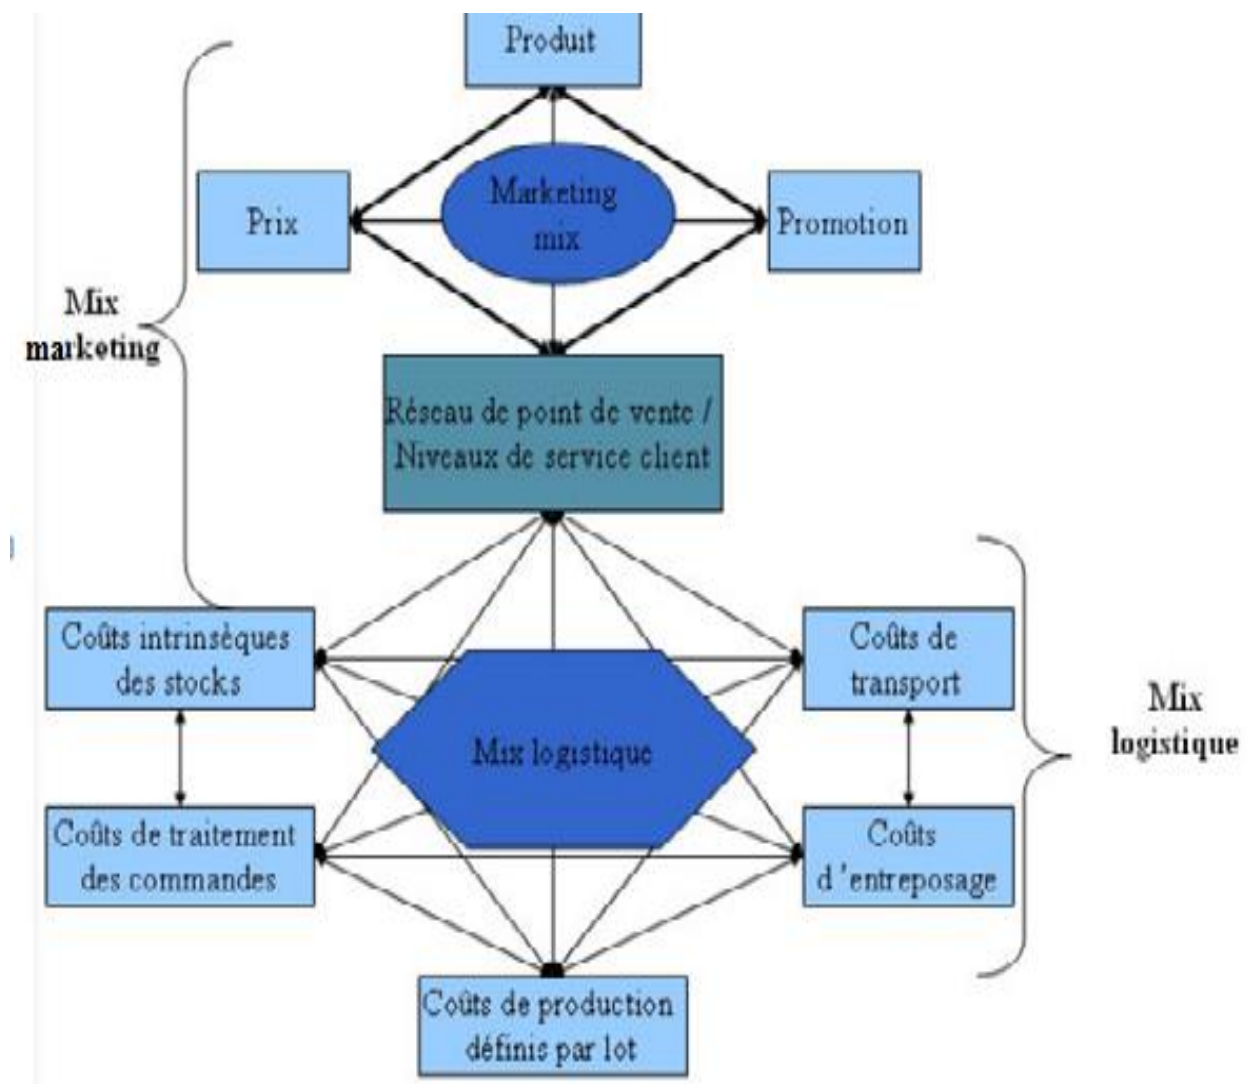 Produit
Marketing
mix
Prix
Promotion
Mix
marketing
Réseau de point de vente /
Niveaux de service client
Coûts intrinsèques
des stocks
Coûts de
transport
Mix
logistique
Mix logistique
Coûts de traitement
des commandes
Coûts
d 'entreposage
Coûts de production
définis par lot